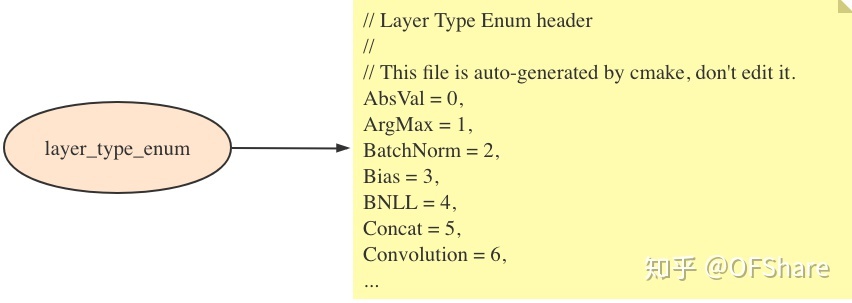 layer_type_enum
// Layer Type Enum header
//
// This file is auto-generated by cmake, don't edit it.
AbsVal = 0,
ArgMax = 1,
BatchNorm = 2,
Bias = 3,
BNLL = 4,
Concat = 5,
Convolution = 6,
...
知乎 @OFShare